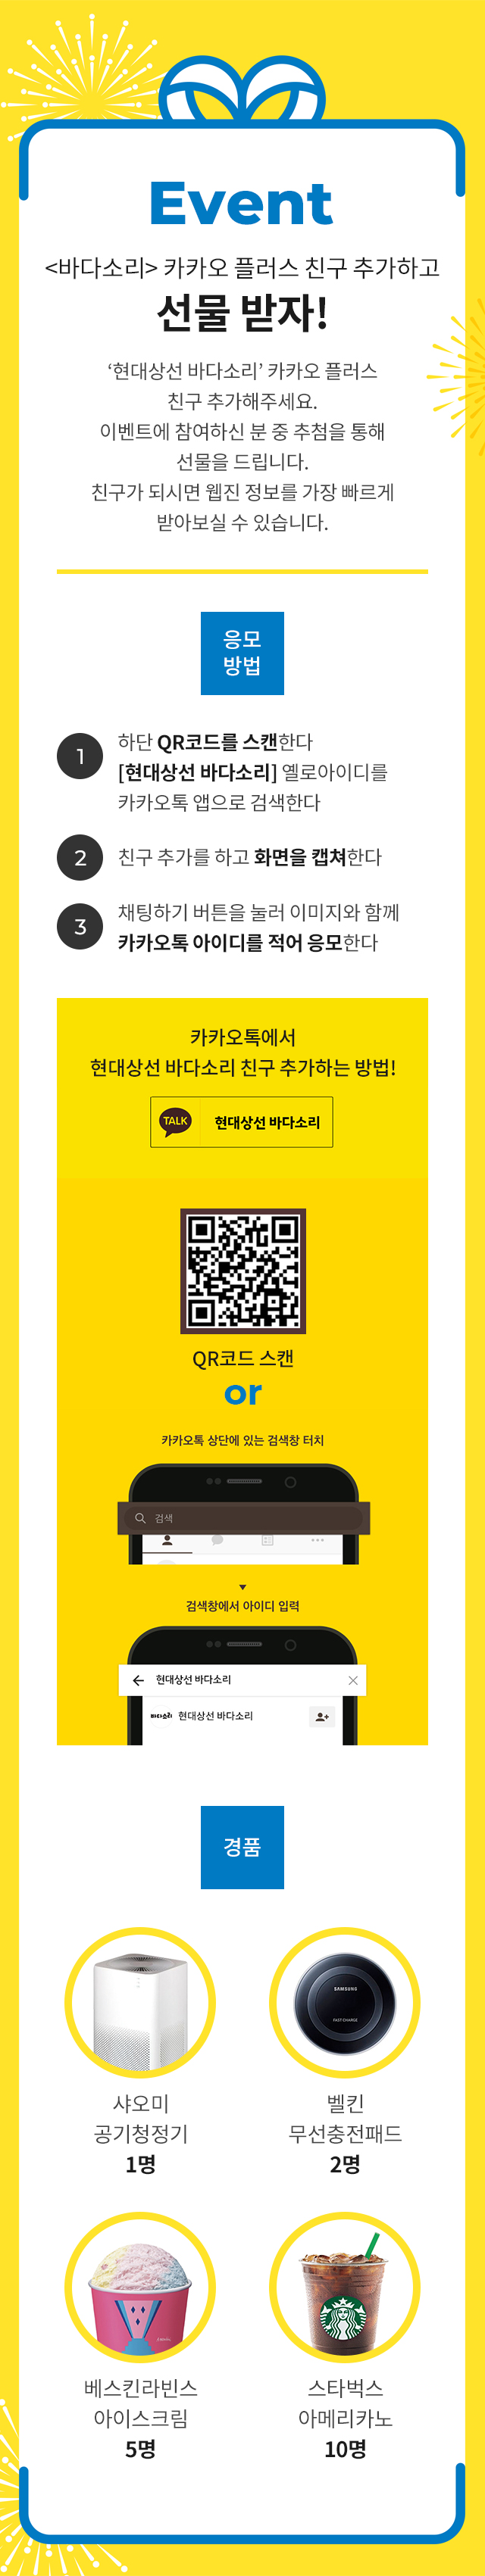 Event
<바다소리> 카카오 플러스 친구 추가하고
선물 받자!
‘현대상선 바다소리’ 카카오 플러스
친구 추가해주세요.
이벤트에 참여하신 분 중 추첨을 통해
선물을 드립니다.
친구가 되시면 웹진 정보를 가장 빠르게
받아보실 수 있습니다.
응모
방법
1
하단 QR코드를 스캔한다
[현대상선 바다소리] 옐로아이디를
카카오톡 앱으로 검색한다
2
친구 추가를 하고 화면을 캡쳐한다
3
채팅하기 버튼을 눌러 이미지와 함께
카카오톡 아이디를 적어 응모한다
카카오톡에서
현대상선 바다소리 친구 추가하는 방법!
TALK 현대상선 바다소리
QR코드 스캔
or
카카오톡 상단에 있는 검색창 터치
검색
검색창에서 아이디 입력
현대상선 바다소리
바다소리 현대상선 바다소리
경품
SAMSUNG
FAST CHARGE
샤오미
공기청정기
1명
벨킨
무선충전패드
2명
베스킨라빈스
아이스크림
5명
스타벅스
아메리카노
10명